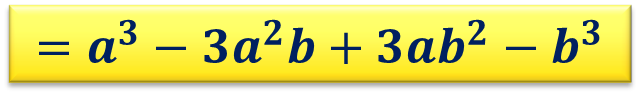 = a³ − 3a²b + 3ab² − b³